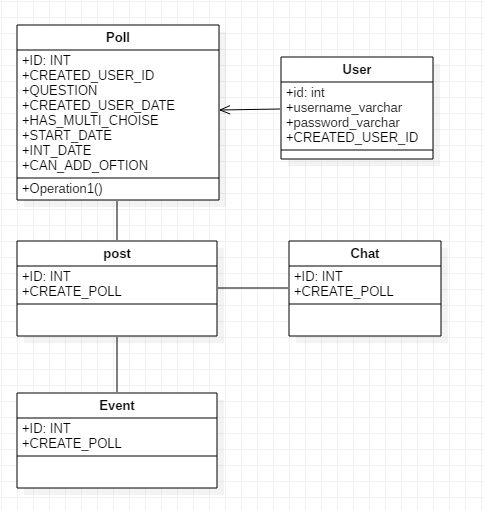 Poll
+ID: INT
+CREATED_USER_ID
+QUESTION
+CREATED_USER_DATE
+HAS_MULTI_CHOISE
+START_DATE
+INT_DATE
+CAN_ADD_OFTION
+Operation1()
User
+id: int
+username_varchar
+password_varchar
+CREATED_USER_ID
post
+ID: INT
+CREATE_POLL
Chat
+ID: INT
+CREATE_POLL
Event
+ID: INT
+CREATE_POLL